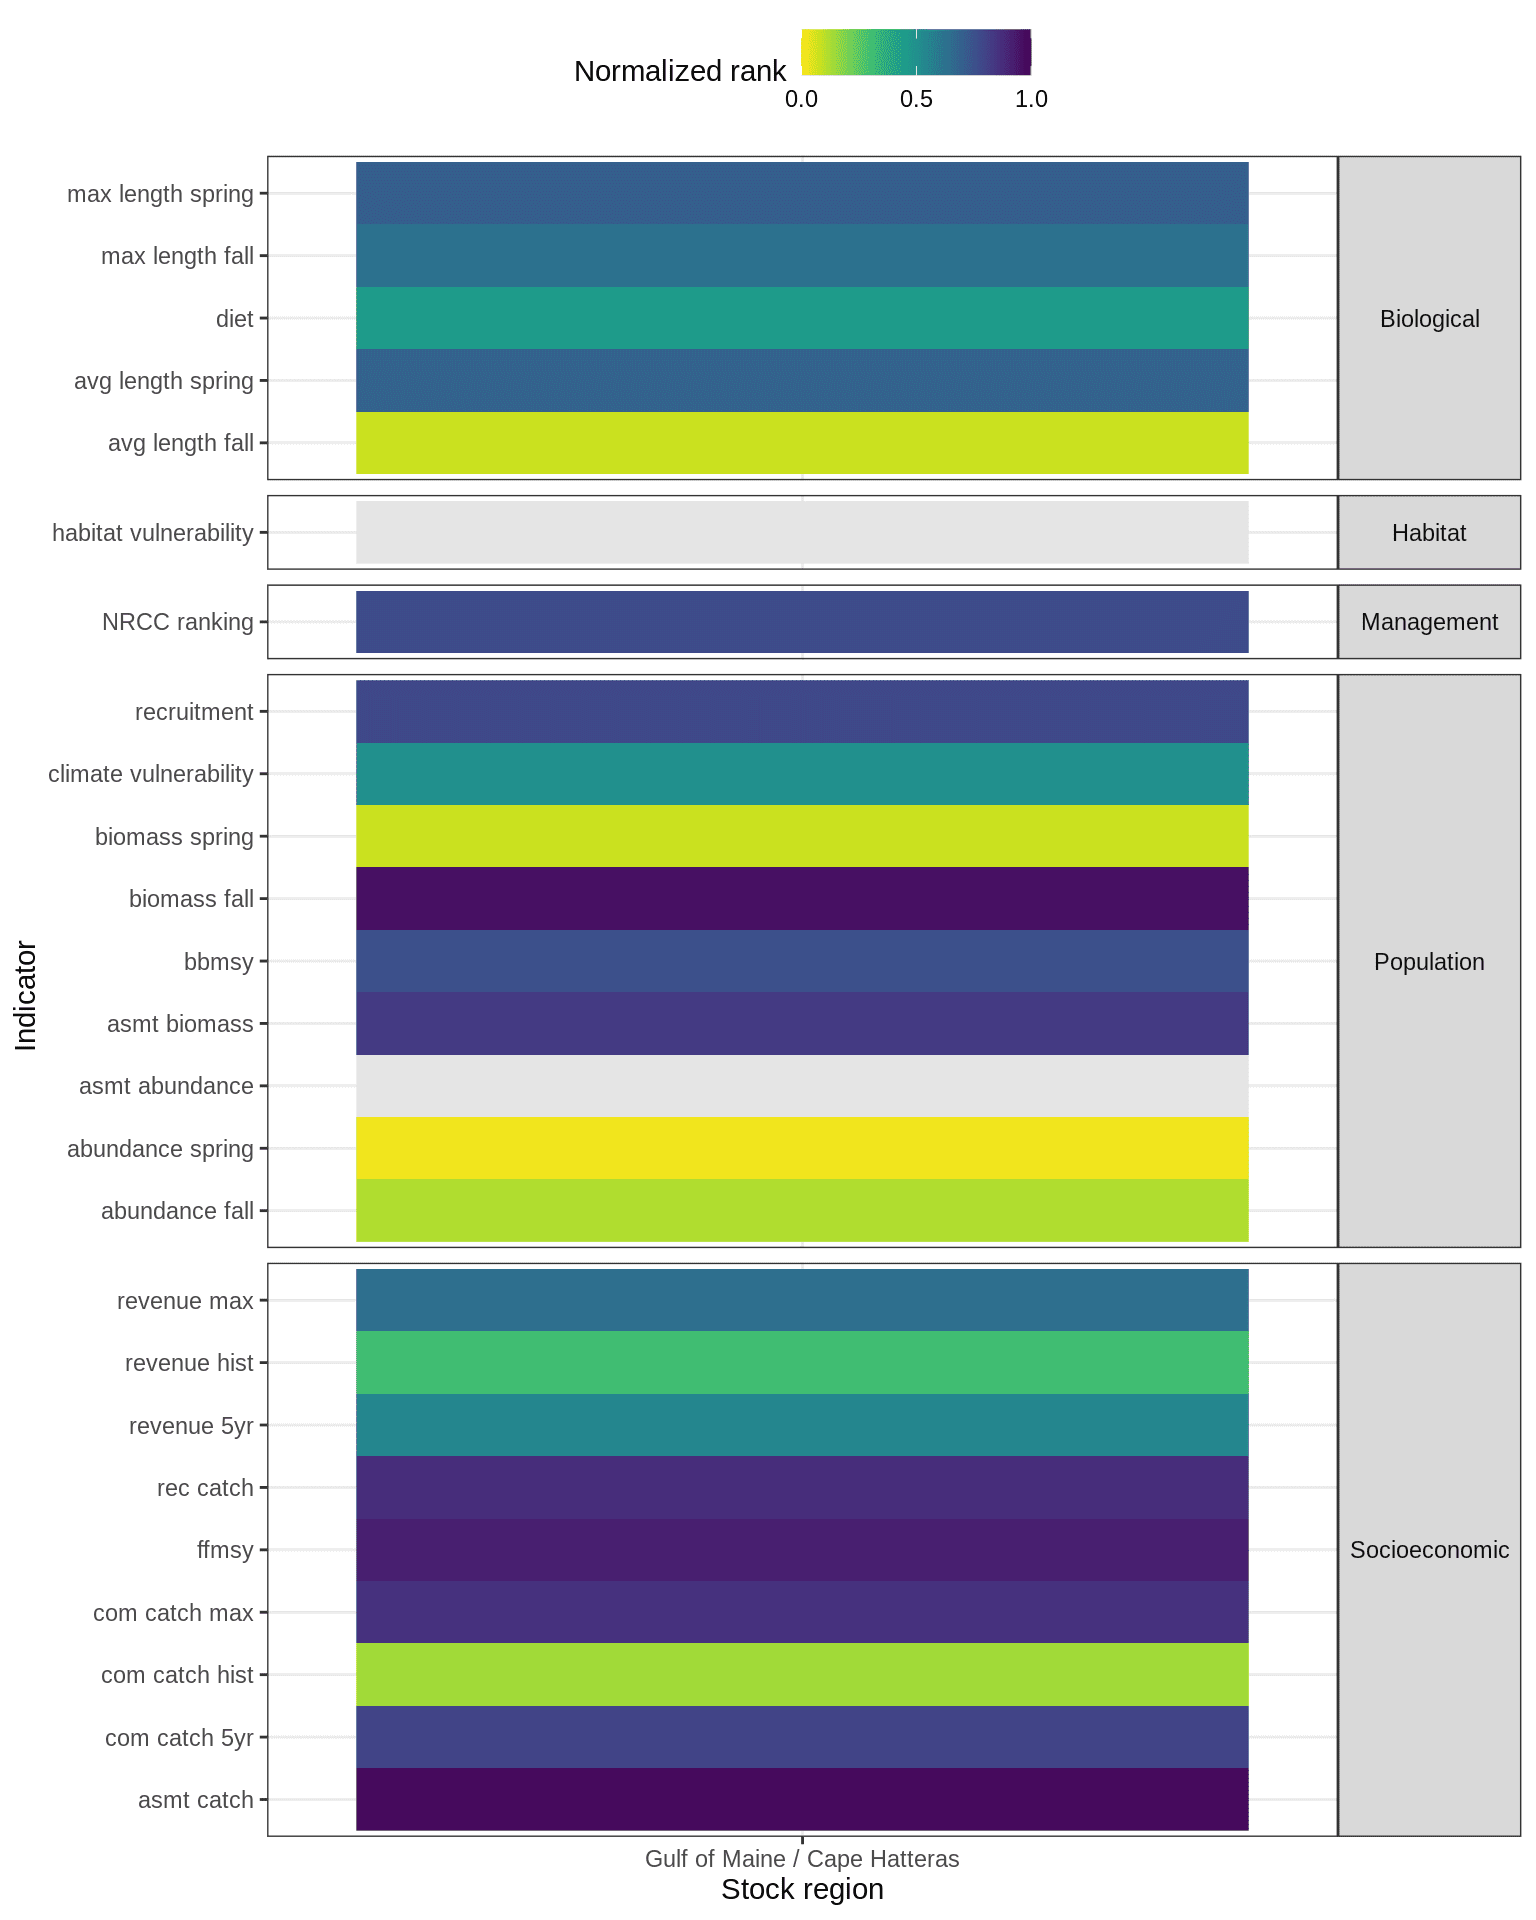 Normalized rank
0.0 0.5 1.0
max length spring
max length fall
diet
avg length spring
avg length fall
Biological
habitat vulnerability
Habitat
NRCC ranking
Management
recruitment
climate vulnerability
biomass spring
biomass fall
bbmsy
asmt biomass
asmt abundance
abundance spring
abundance fall
Population
Indicator
revenue max
revenue hist
revenue 5yr
rec catch
ffmsy
com catch max
com catch hist
com catch 5yr
asmt catch
Socioeconomic
Gulf of Maine / Cape Hatteras
Stock region